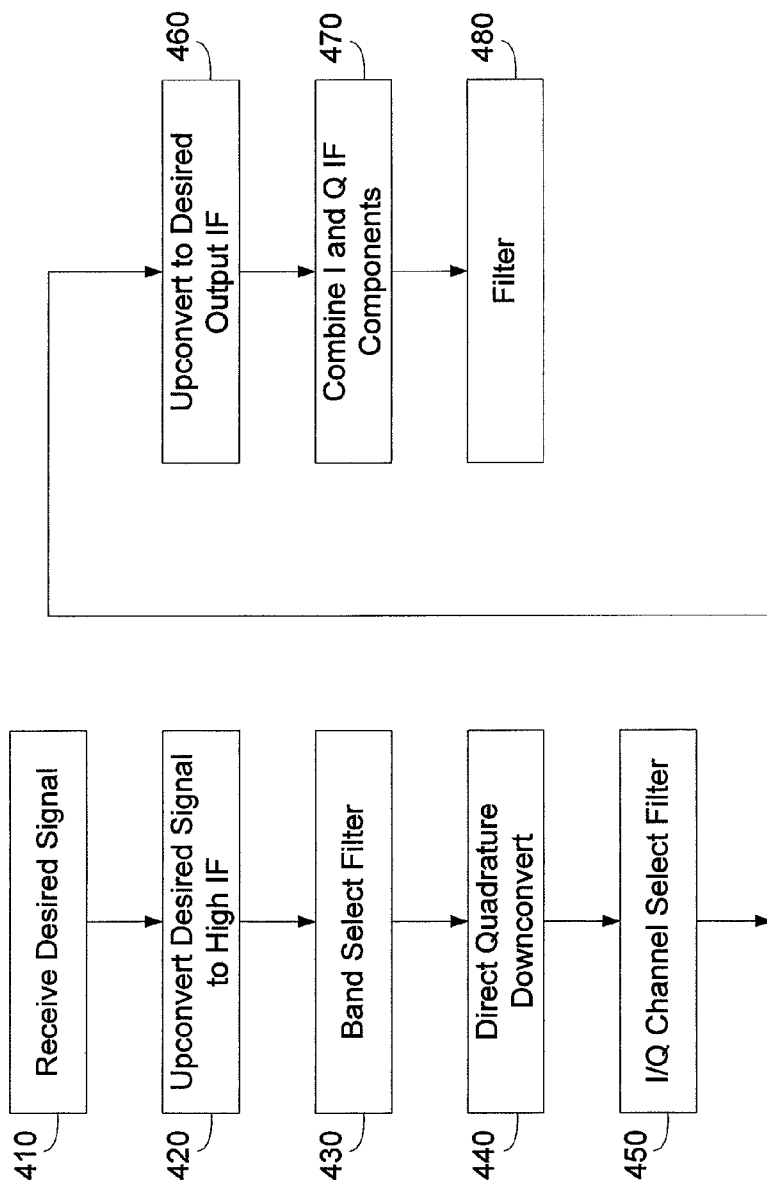 410
Receive Desired Signal
420
Upconvert Desired Signal
to High IF
430
Band Select Filter
440
Direct Quadrature
Downconvert
450
I/Q Channel Select Filter
460
Upconvert to Desired
Output IF
470
Combine I and Q IF
Components
480
Filter